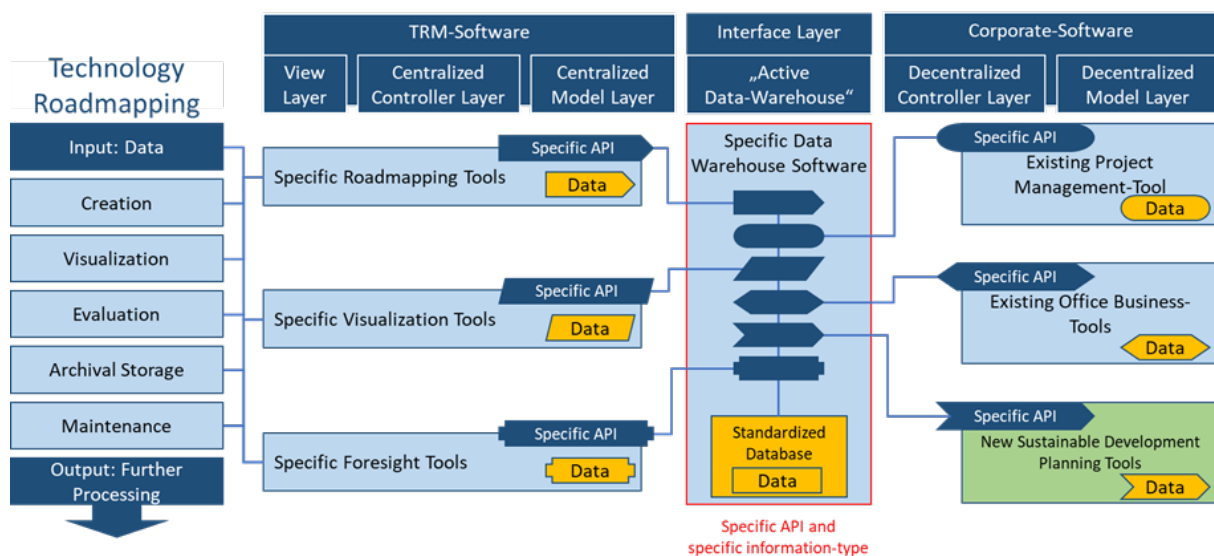 TRM-Software
Interface Layer
Corporate-Software
Technology
Roadmapping
View
Layer
Centralized
Controller Layer
Centralized
Model Layer
„Active
Data-Warehouse“
Decentralized
Controller Layer
Decentralized
Model Layer
Input: Data
Creation
Visualization
Evaluation
Archival Storage
Maintenance
Output: Further
Processing
Specific API
Specific Roadmapping Tools
Data
Specific API
Specific Visualization Tools
Data
Specific API
Specific Foresight Tools
Data
Specific Data
Warehouse Software
Standardized
Database
Data
Specific API and
specific information-type
Specific API
Existing Project
Management-Tool
Data
Specific API
Existing Office Business-
Tools
Data
Specific API
New Sustainable Development
Planning Tools
Data